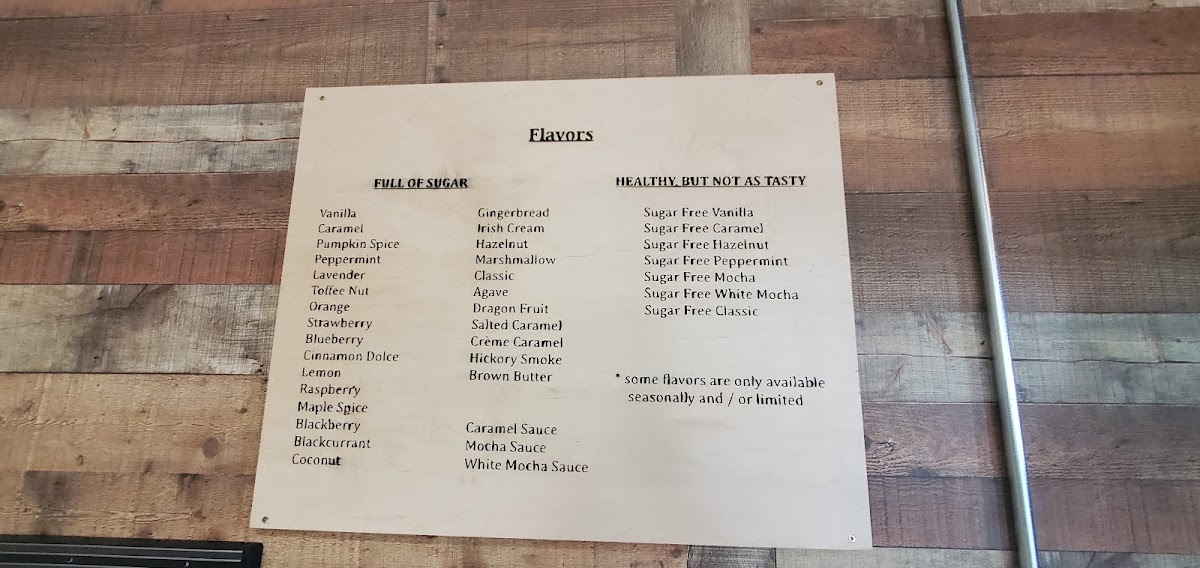 Flavors
FULL OF SUGAR
Vanilla
Caramel
Pumpkin Spice
Peppermint
Lavender
Toffee Nut
Orange
Strawberry
Blueberry
Cinnamon Dolce
Lemon
Raspberry
Maple Spice
Blackberry
Blackcurrant
Coconut
Gingerbread
Irish Cream
Hazelnut
Marshmallow
Classic
Agave
Dragon Fruit
Salted Caramel
Crème Caramel
Hickory Smoke
Brown Butter
Caramel Sauce
Mocha Sauce
White Mocha Sauce
HEALTHY, BUT NOT AS TASTY
Sugar Free Vanilla
Sugar Free Caramel
Sugar Free Hazelnut
Sugar Free Peppermint
Sugar Free Mocha
Sugar Free White Mocha
Sugar Free Classic
* some flavors are only available
seasonally and / or limited